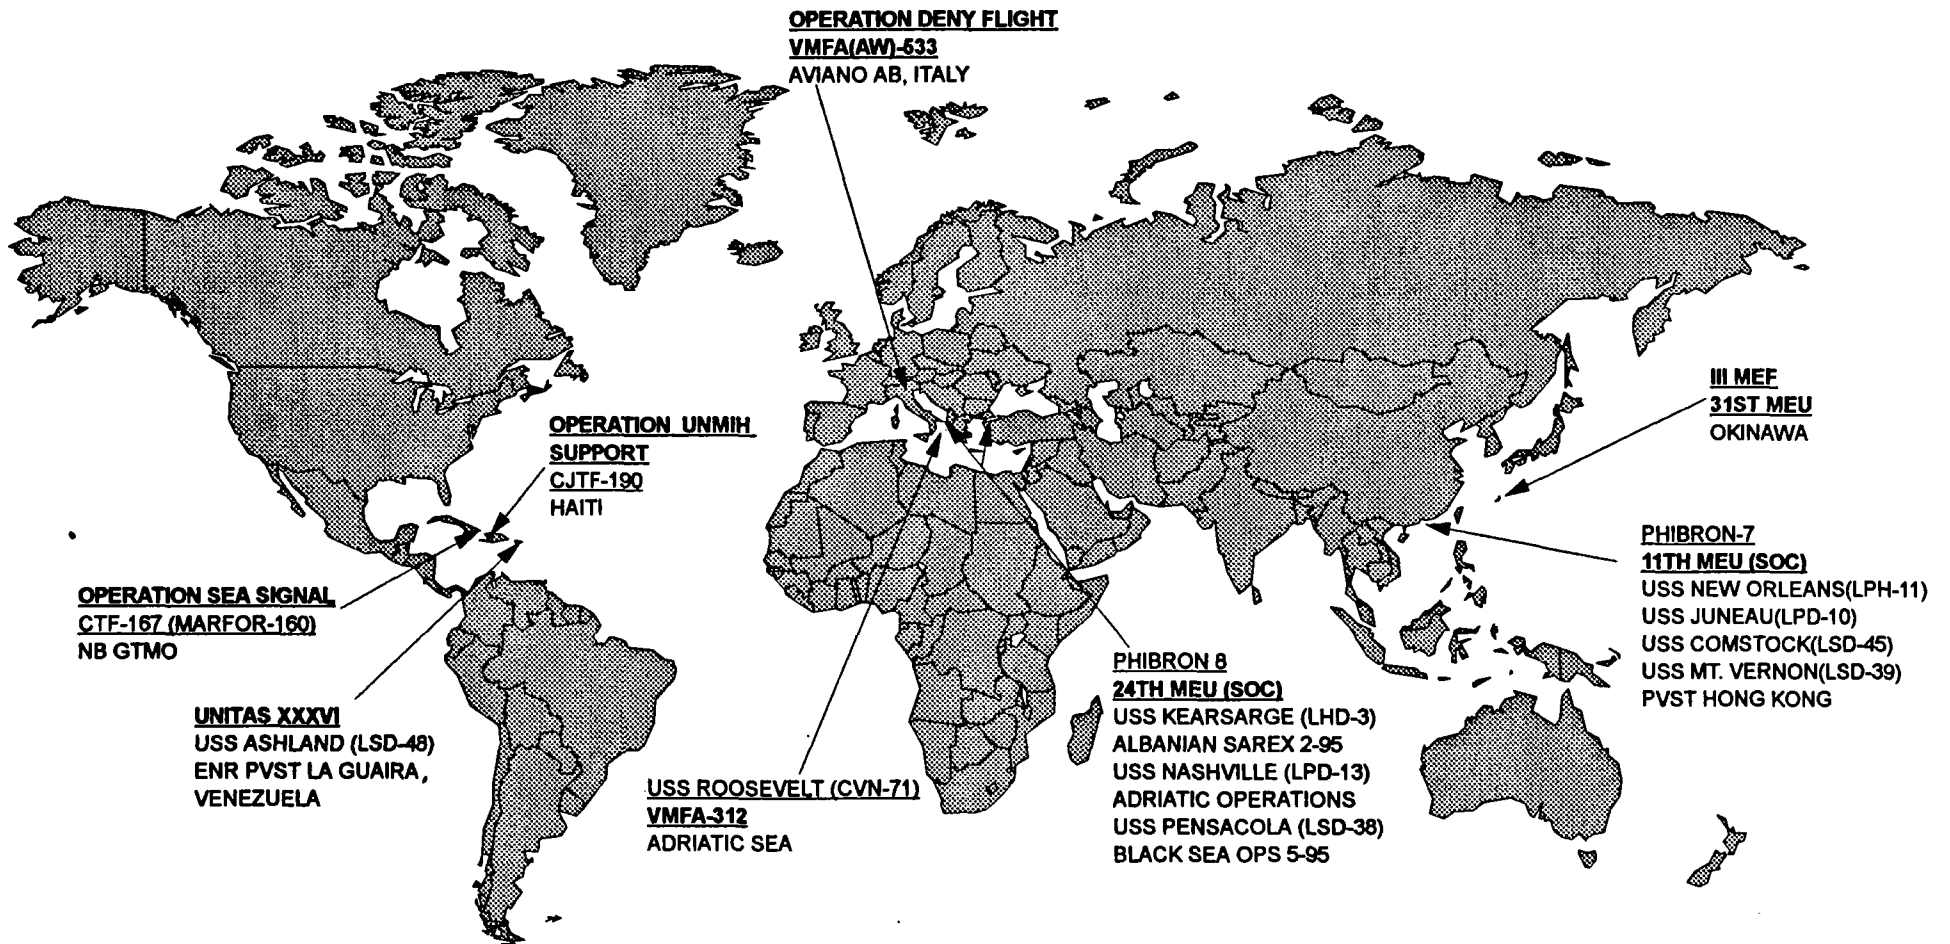 OPERATION DENY FLIGHT
VMFA(AW)-533
AVIANO AB, ITALY
III MEF
31ST MEU
OKINAWA
OPERATION UNMIH
SUPPORT
CJTF-190
HAITI
PHIBRON-7
11TH MEU (SOC)
USS NEW ORLEANS(LPH-11)
USS JUNEAU(LPD-10)
USS COMSTOCK(LSD-45)
USS MT. VERNON(LSD-39)
PVST HONG KONG
OPERATION SEA SIGNAL
CTF-167 (MARFOR-160)
NB GTMO
PHIBRON 8
24TH MEU (SOC)
USS KEARSARGE (LHD-3)
ALBANIAN SAREX 2-95
USS NASHVILLE (LPD-13)
ADRIATIC OPERATIONS
USS PENSACOLA (LSD-38)
BLACK SEA OPS 5-95
UNITAS XXXVI
USS ASHLAND (LSD-48)
ENR PVST LA GUAIRA,
VENEZUELA
USS ROOSEVELT (CVN-71)
VMFA-312
ADRIATIC SEA